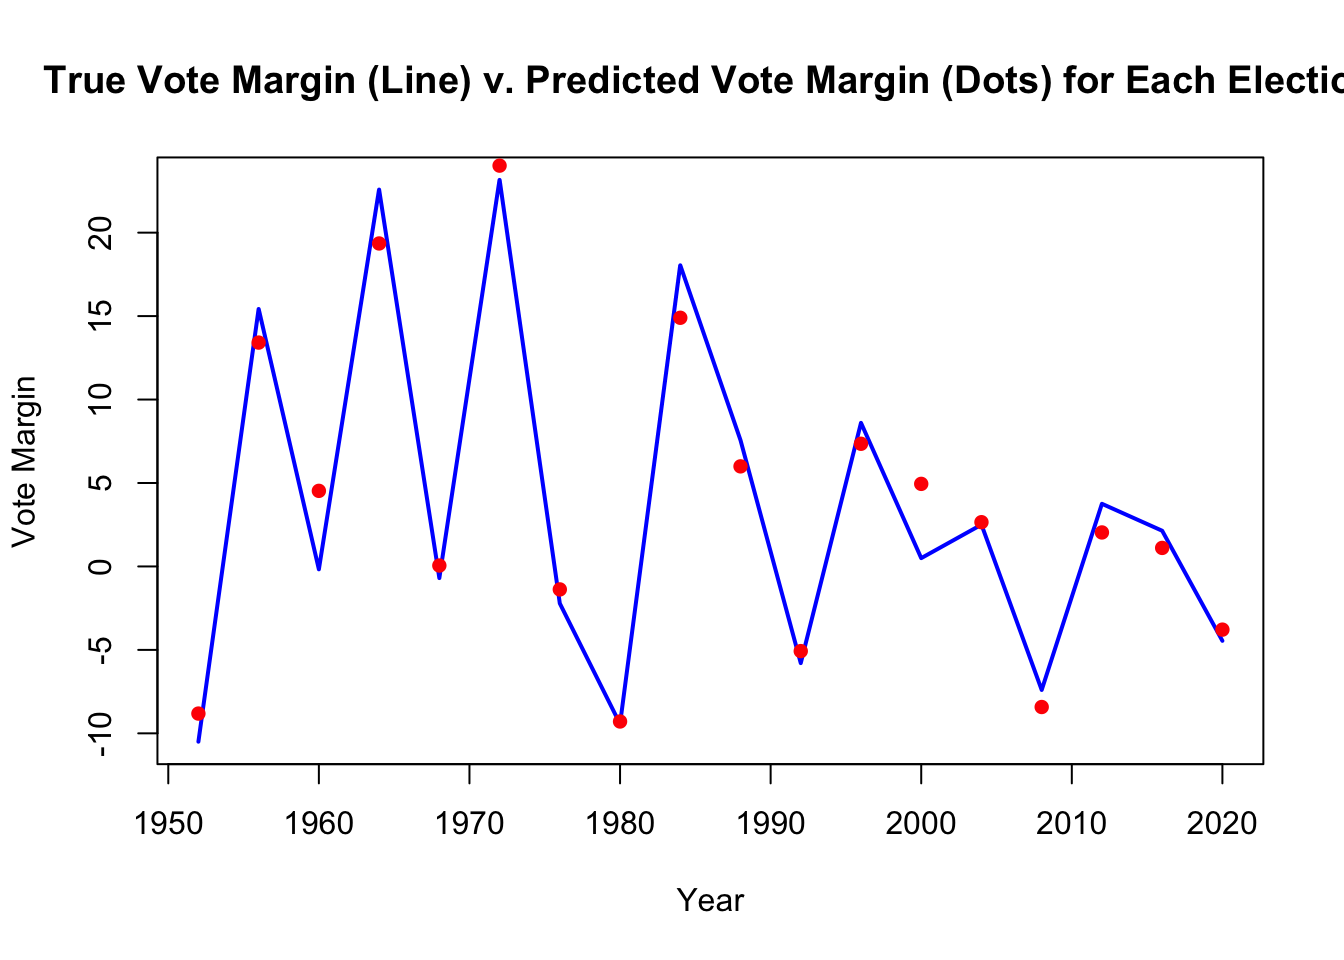 True Vote Margin (Line) v. Predicted Vote Margin (Dots) for Each Electio
Vote Margin
20
15
10
5
0
-5
-10
1950 1960 1970 1980 1990 2000 2010 2020
Year